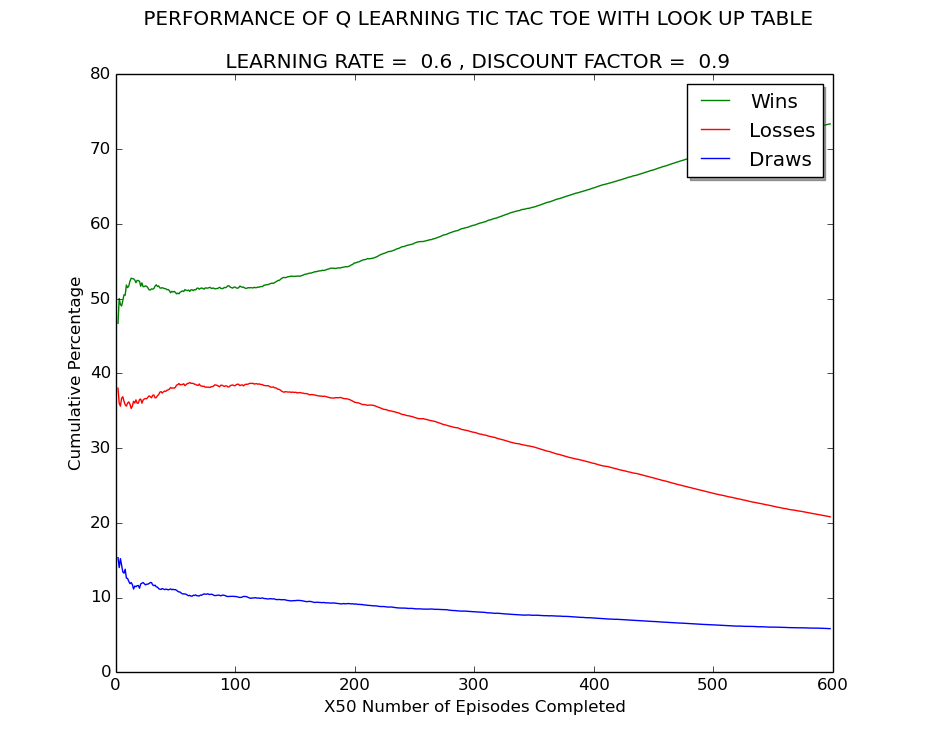 PERFORMANCE OF Q LEARNING TIC TAC TOE WITH LOOK UP TABLE
LEARNING RATE =  0.6 , DISCOUNT FACTOR =  0.9
Wins
Losses
Draws
Cumulative Percentage
80
70
60
50
40
30
20
10
0
0 100 200 300 400 500 600
X50 Number of Episodes Completed